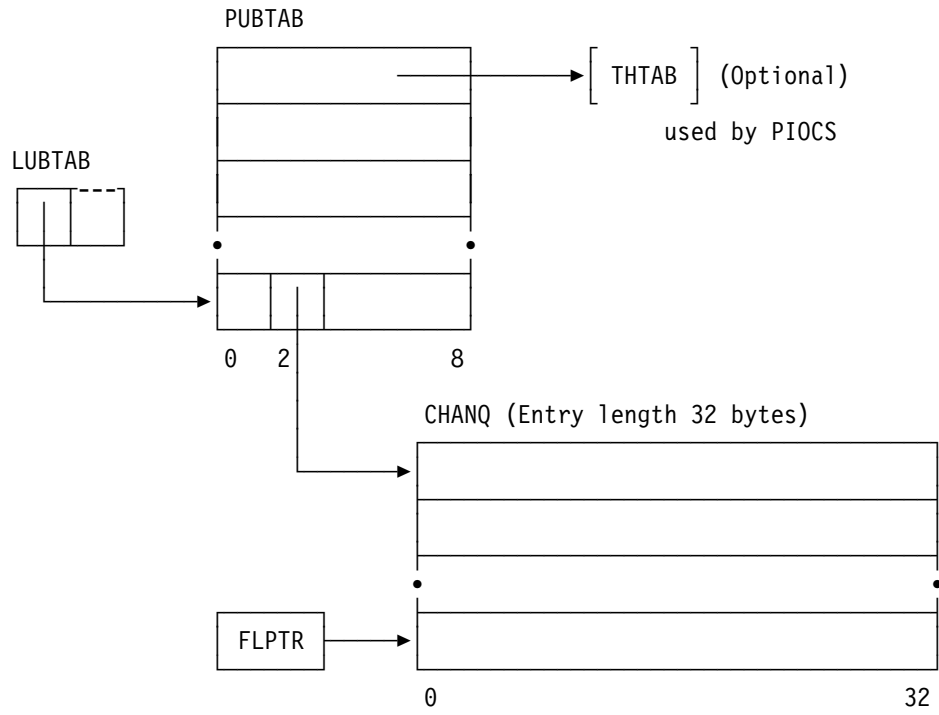 PUBTAB
THTAB (Optional)
used by PIOCS
LUBTAB
0 2 8
CHANQ (Entry length 32 bytes)
FLPTR
0 32